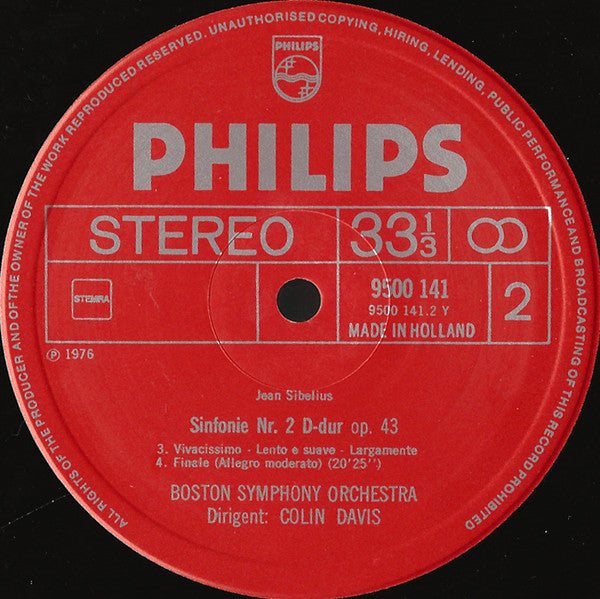 ALL RIGHTS OF THE PRODUCER AND OF THE OWNER OF THE WORK REPRODUCED RESERVED. UNAUTHORISED COPYING, HIRING, LENDING, PUBLIC PERFORMANCE AND BROADCASTING OF THIS RECORD PROHIBITED
PHILIPS
PHILIPS
STEREO 33 1/3
STEMRA
9500 141
9500 141.2 Y
MADE IN HOLLAND
2
℗ 1976
Jean Sibelius
Sinfonie Nr. 2 D-dur op. 43
3. Vivacissimo - Lento e suave - Largamente
4. Finale (Allegro moderato) (20'25'')
BOSTON SYMPHONY ORCHESTRA
Dirigent: COLIN DAVIS